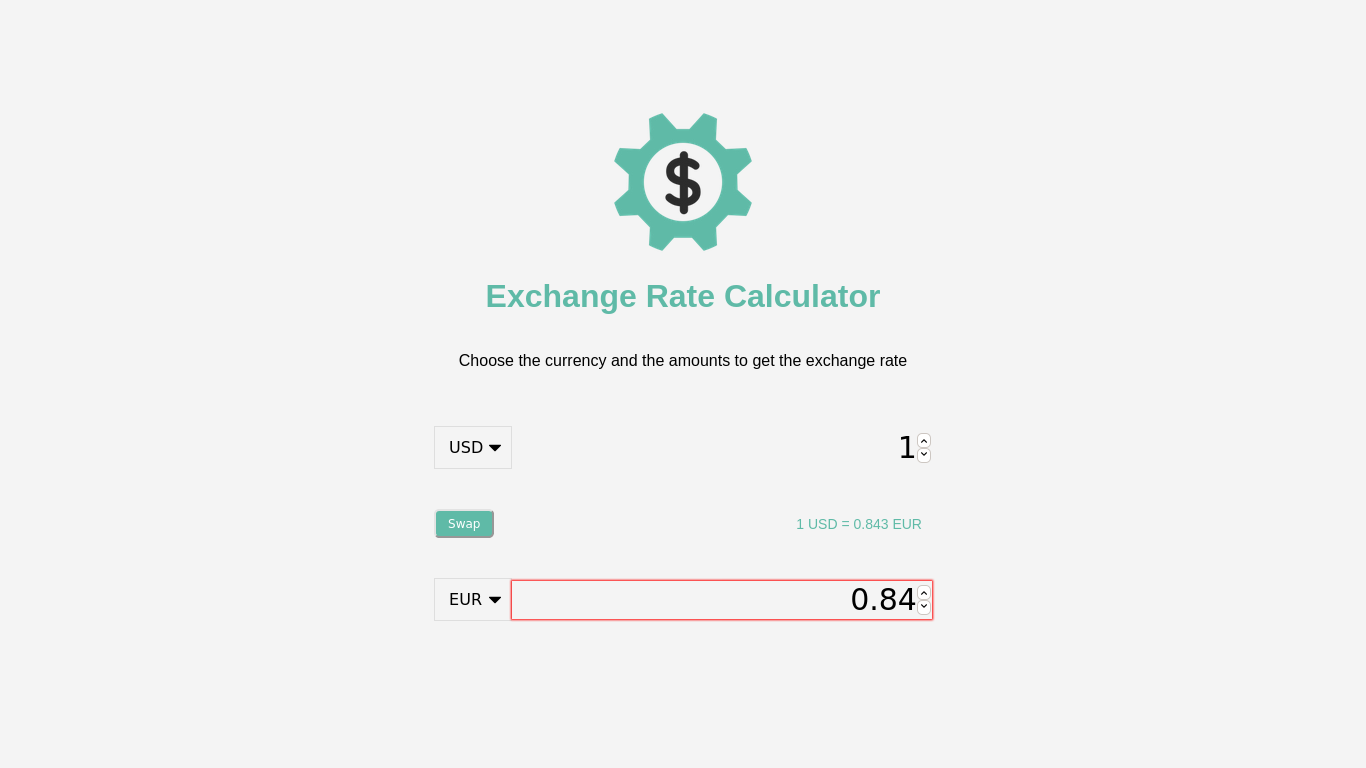 $
Exchange Rate Calculator
Choose the currency and the amounts to get the exchange rate
USD 1
Swap 1 USD = 0.843 EUR
EUR 0.84